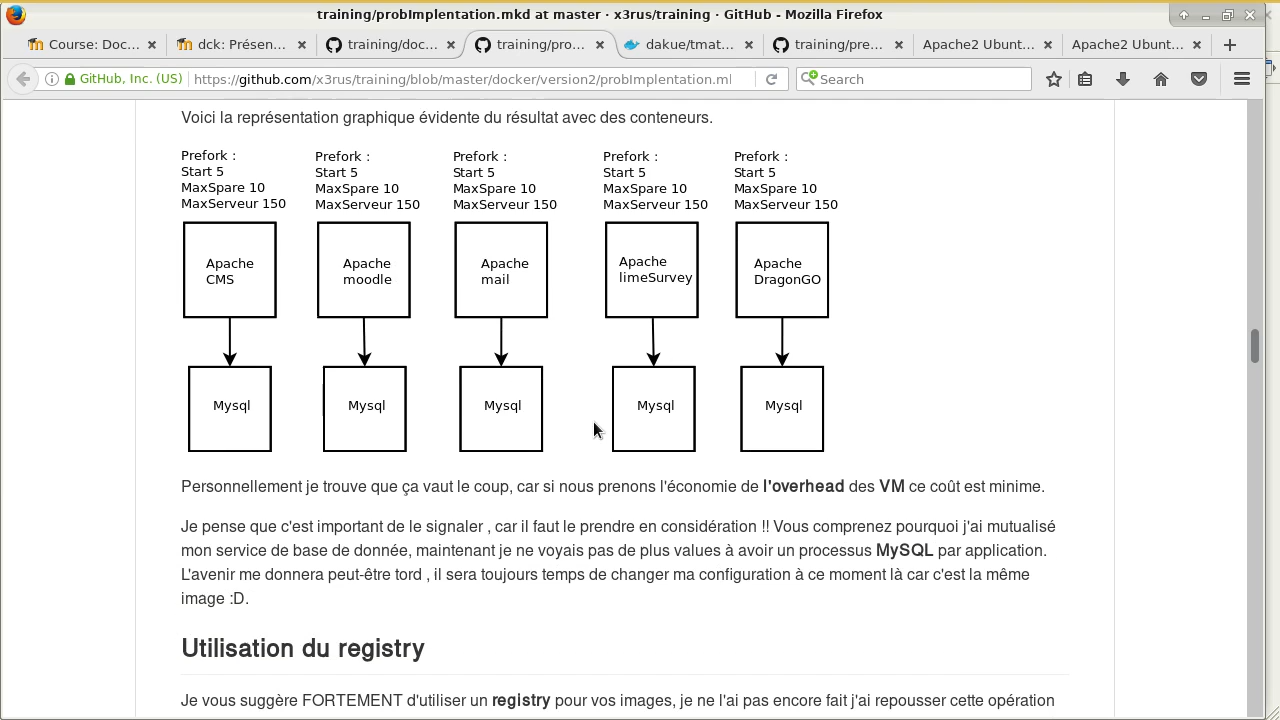 training/probImplentation.mkd at master · x3rus/training · GitHub - Mozilla Firefox
Course: Doc...
dck: Présen...
training/doc...
training/pro...
dakue/tmat...
training/pre...
Apache2 Ubunt...
Apache2 Ubunt...
GitHub, Inc. (US)
https://github.com/x3rus/training/blob/master/docker/version2/probImplentation.ml
Search
Voici la représentation graphique évidente du résultat avec des conteneurs.
Prefork :
Start 5
MaxSpare 10
MaxServeur 150
Prefork :
Start 5
MaxSpare 10
MaxServeur 150
Prefork :
Start 5
MaxSpare 10
MaxServeur 150
Prefork :
Start 5
MaxSpare 10
MaxServeur 150
Prefork :
Start 5
MaxSpare 10
MaxServeur 150
Apache
CMS
Apache
moodle
Apache
mail
Apache
limeSurvey
Apache
DragonGO
Mysql
Mysql
Mysql
Mysql
Mysql
Personnellement je trouve que ça vaut le coup, car si nous prenons l'économie de l'overhead des VM ce coût est minime.
Je pense que c'est important de le signaler , car il faut le prendre en considération !! Vous comprenez pourquoi j'ai mutualisé
mon service de base de donnée, maintenant je ne voyais pas de plus values à avoir un processus MySQL par application.
L'avenir me donnera peut-être tord , il sera toujours temps de changer ma configuration à ce moment là car c'est la même
image :D.
Utilisation du registry
Je vous suggère FORTEMENT d'utiliser un registry pour vos images, je ne l'ai pas encore fait j'ai repousser cette opération